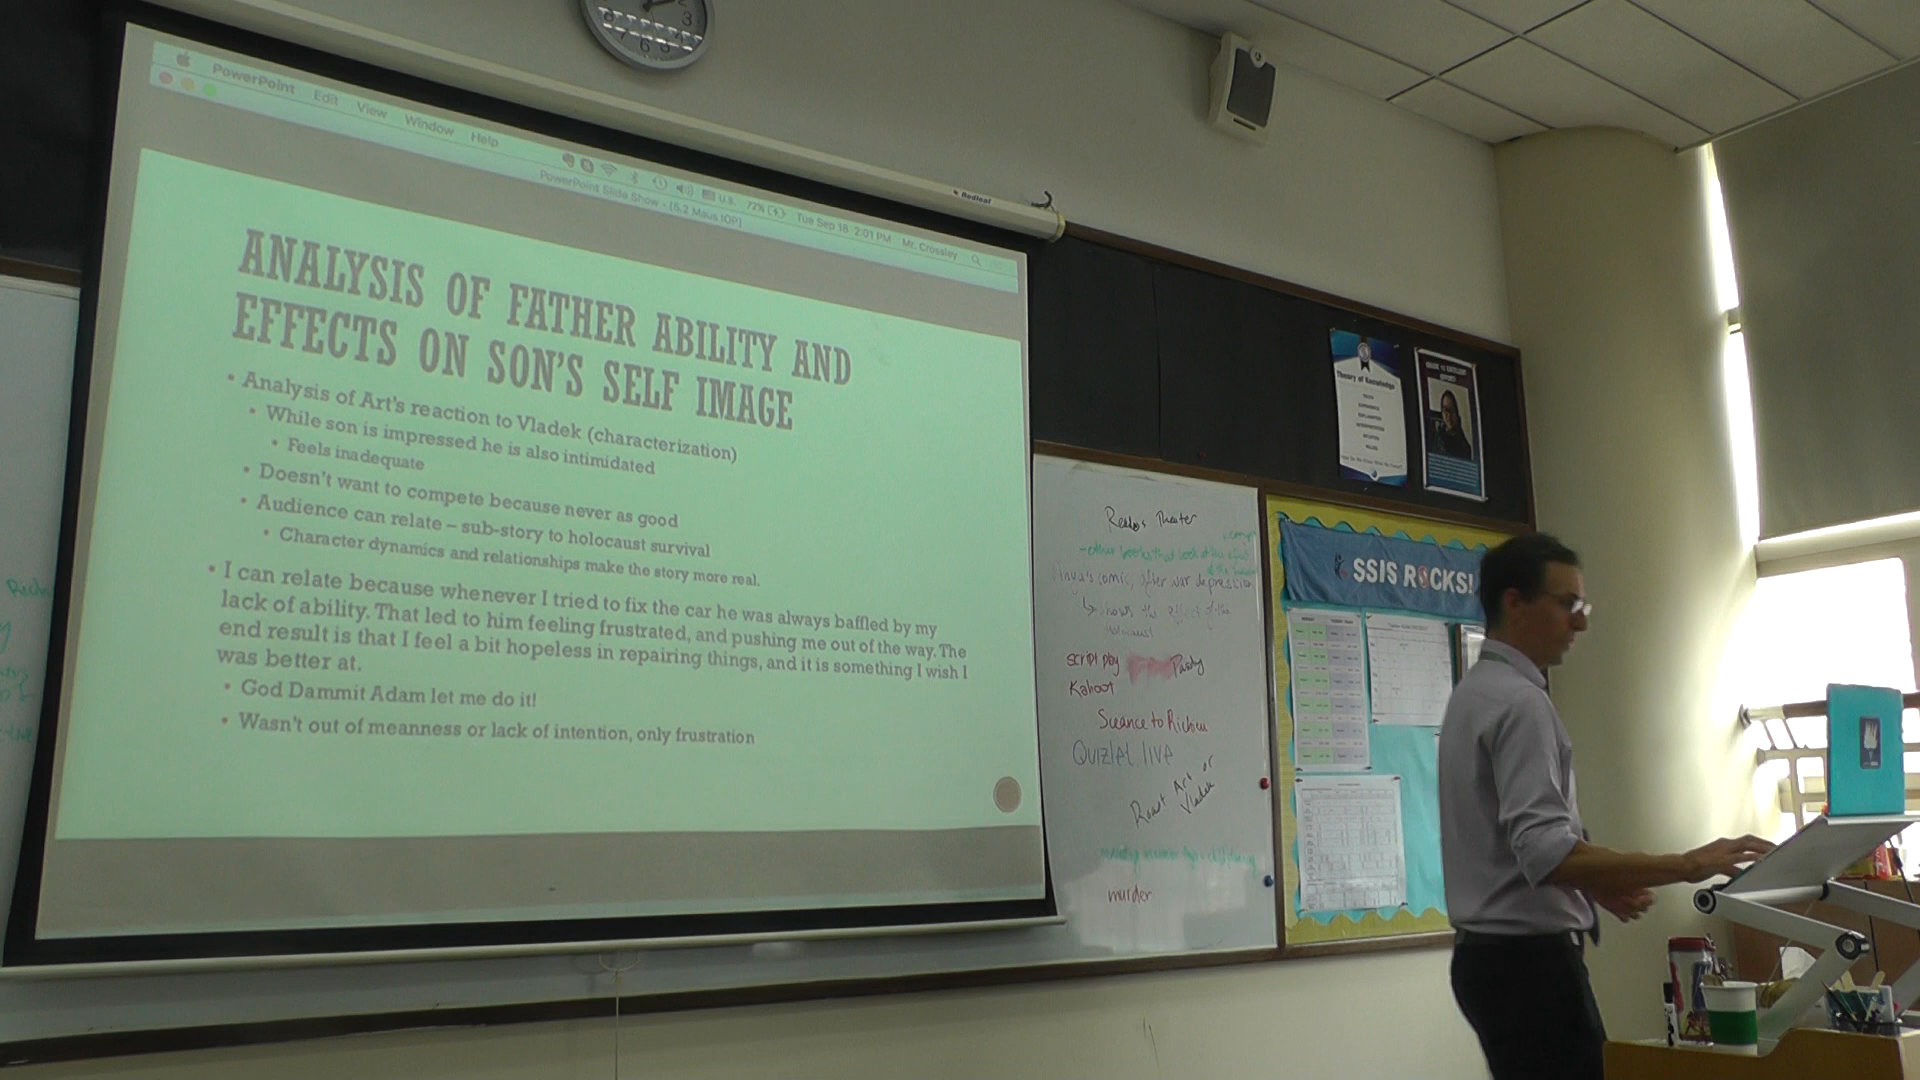 PowerPoint Edit View Window Help
U.S. 72% Tue Sep 18 2:01 PM Mr. Crossley
PowerPoint Slide Show - [5.2 Maus IOP]
ANALYSIS OF FATHER ABILITY AND
EFFECTS ON SON'S SELF IMAGE
• Analysis of Art's reaction to Vladek (characterization)
• While son is impressed he is also intimidated
• Feels inadequate
• Doesn't want to compete because never as good
• Audience can relate – sub-story to holocaust survival
• Character dynamics and relationships make the story more real.
• I can relate because whenever I tried to fix the car he was always baffled by my
lack of ability. That led to him feeling frustrated, and pushing me out of the way. The
end result is that I feel a bit hopeless in repairing things, and it is something I wish I
was better at.
• God Dammit Adam let me do it!
• Wasn't out of meanness or lack of intention, only frustration
Redleaf
Theater
comic, after war depression
script play
Kahoot
Quizlet live
Roast Art or
Vladek
murder
Theory of Knowledge
SSIS ROCKS!